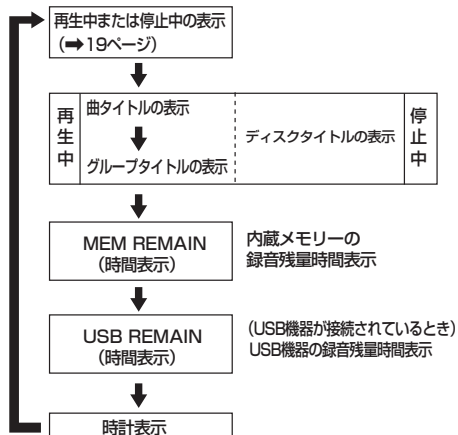 再生中または停止中の表示
（➡19ページ）
再生中
曲タイトルの表示
グループタイトルの表示
ディスクタイトルの表示
停止中
MEM REMAIN
（時間表示）
内蔵メモリーの
録音残量時間表示
USB REMAIN
（時間表示）
（USB機器が接続されているとき）
USB機器の録音残量時間表示
時計表示